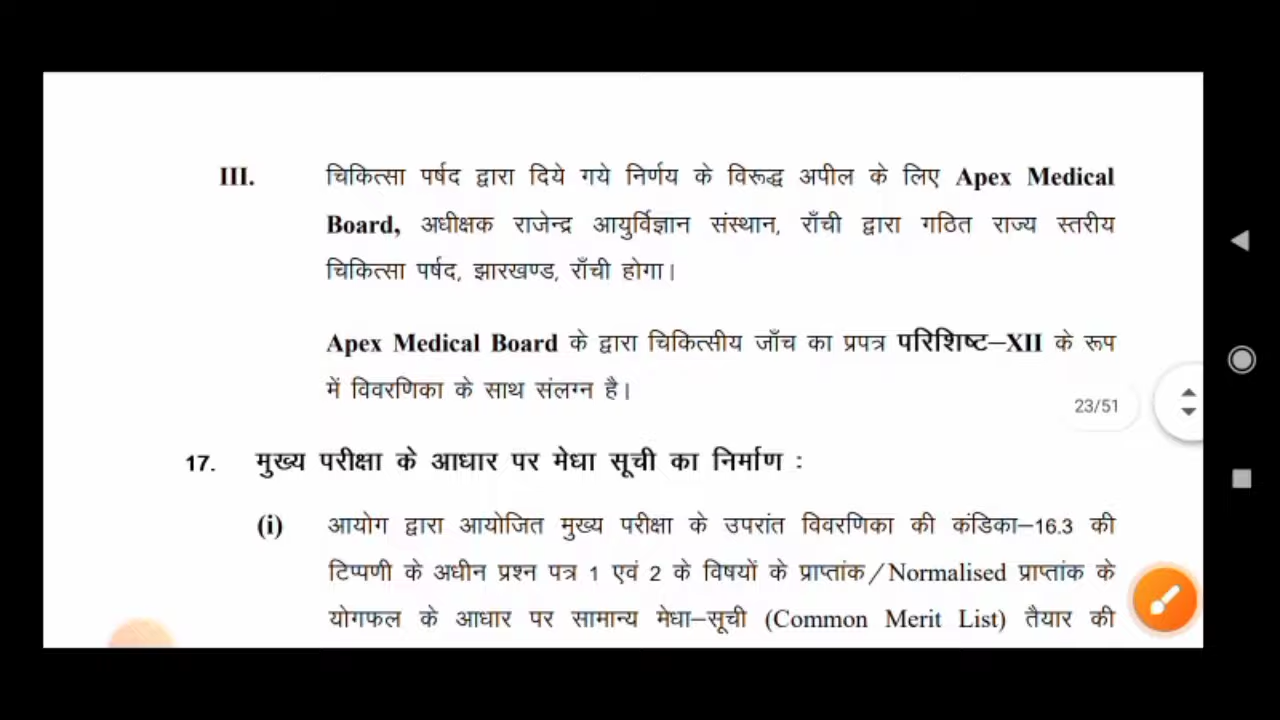 III. चिकित्सा पर्षद द्वारा दिये गये निर्णय के विरूद्ध अपील के लिए Apex Medical
Board, अधीक्षक राजेन्द्र आयुर्विज्ञान संस्थान, राँची द्वारा गठित राज्य स्तरीय
चिकित्सा पर्षद, झारखण्ड, राँची होगा।
Apex Medical Board के द्वारा चिकित्सीय जाँच का प्रपत्र परिशिष्ट–XII के रूप
में विवरणिका के साथ संलग्न है।
23/51
17. मुख्य परीक्षा के आधार पर मेधा सूची का निर्माण :
(i) आयोग द्वारा आयोजित मुख्य परीक्षा के उपरांत विवरणिका की कंडिका–16.3 की
टिप्पणी के अधीन प्रश्न पत्र 1 एवं 2 के विषयों के प्राप्तांक/Normalised प्राप्तांक के
योगफल के आधार पर सामान्य मेधा–सूची (Common Merit List) तैयार की